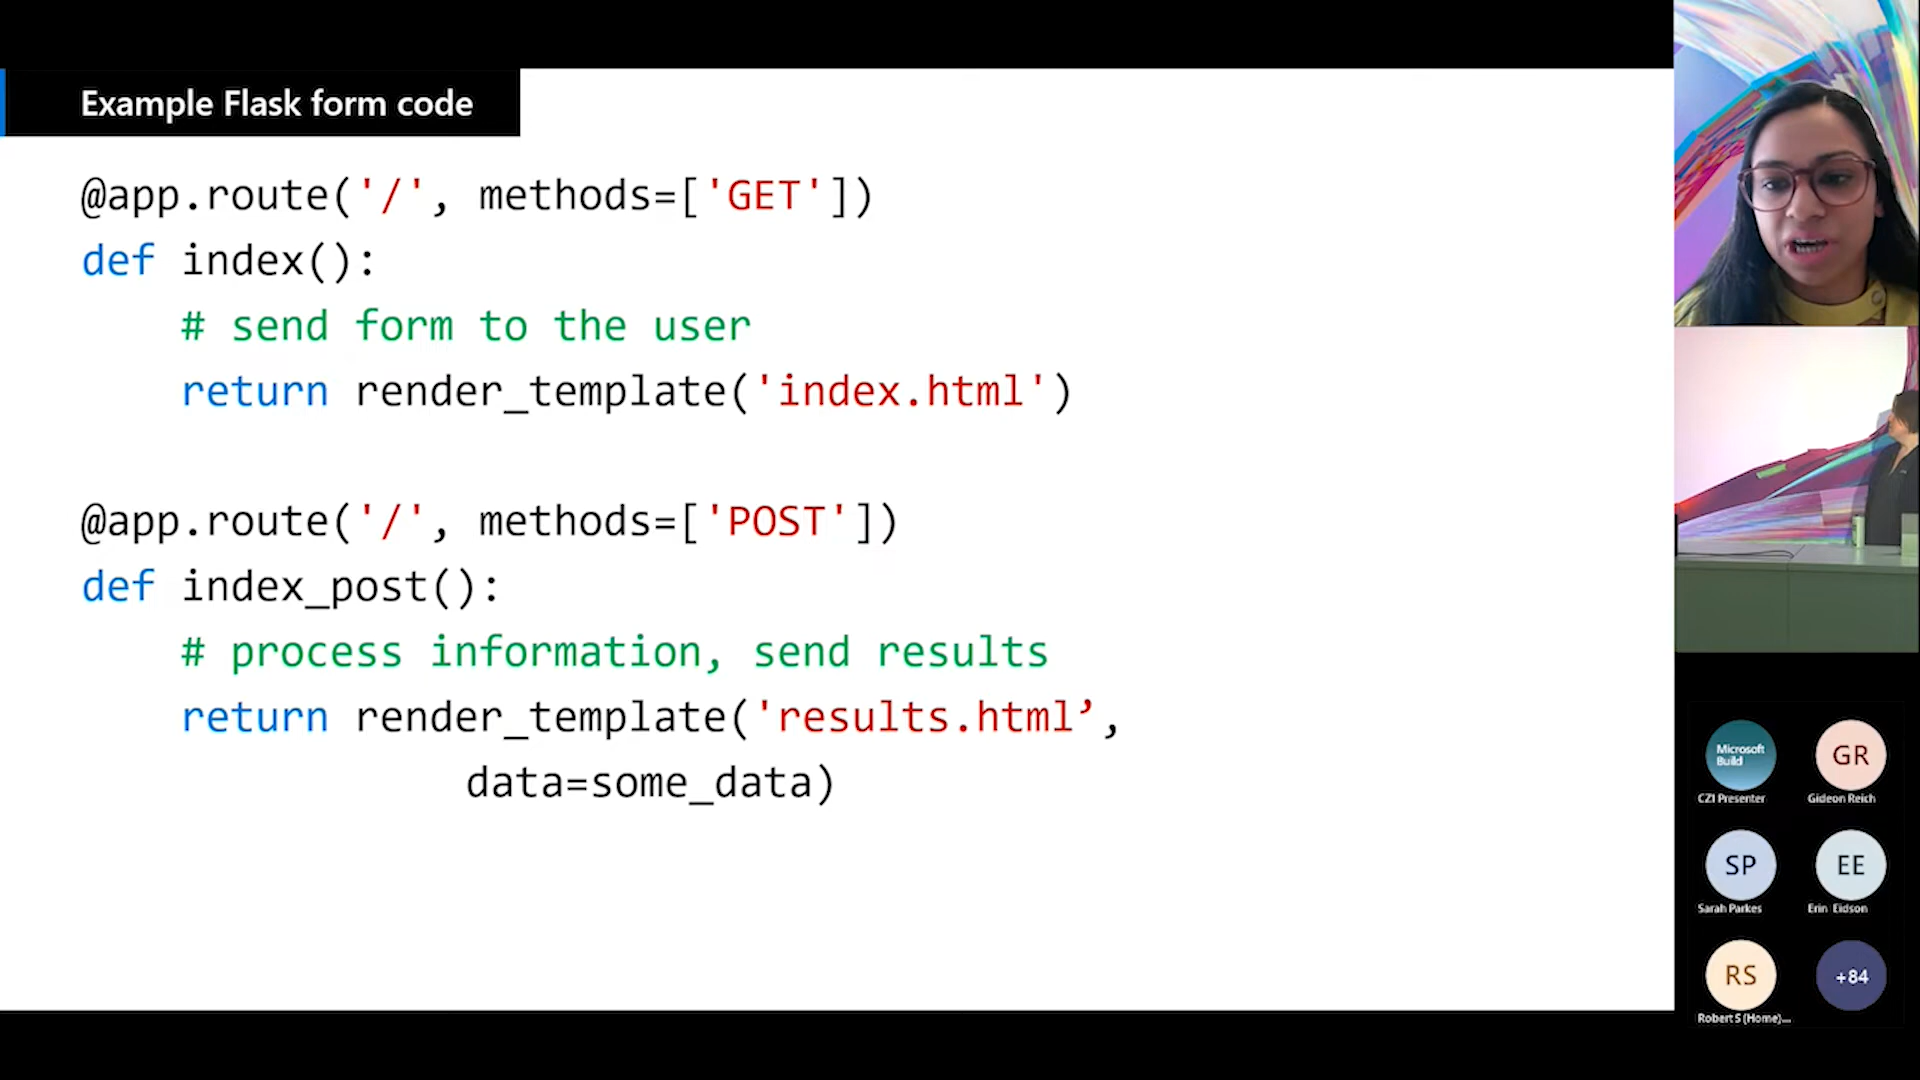 Example Flask form code
@app.route('/', methods=['GET'])
def index():
    # send form to the user
    return render_template('index.html')
@app.route('/', methods=['POST'])
def index_post():
    # process information, send results
    return render_template('results.html’,
data=some_data)
Microsoft
Build
CZI Presenter
GR
Gideon Reich
SP
Sarah Parkes
EE
Erin Eidson
RS
Robert S (Home)...
+84